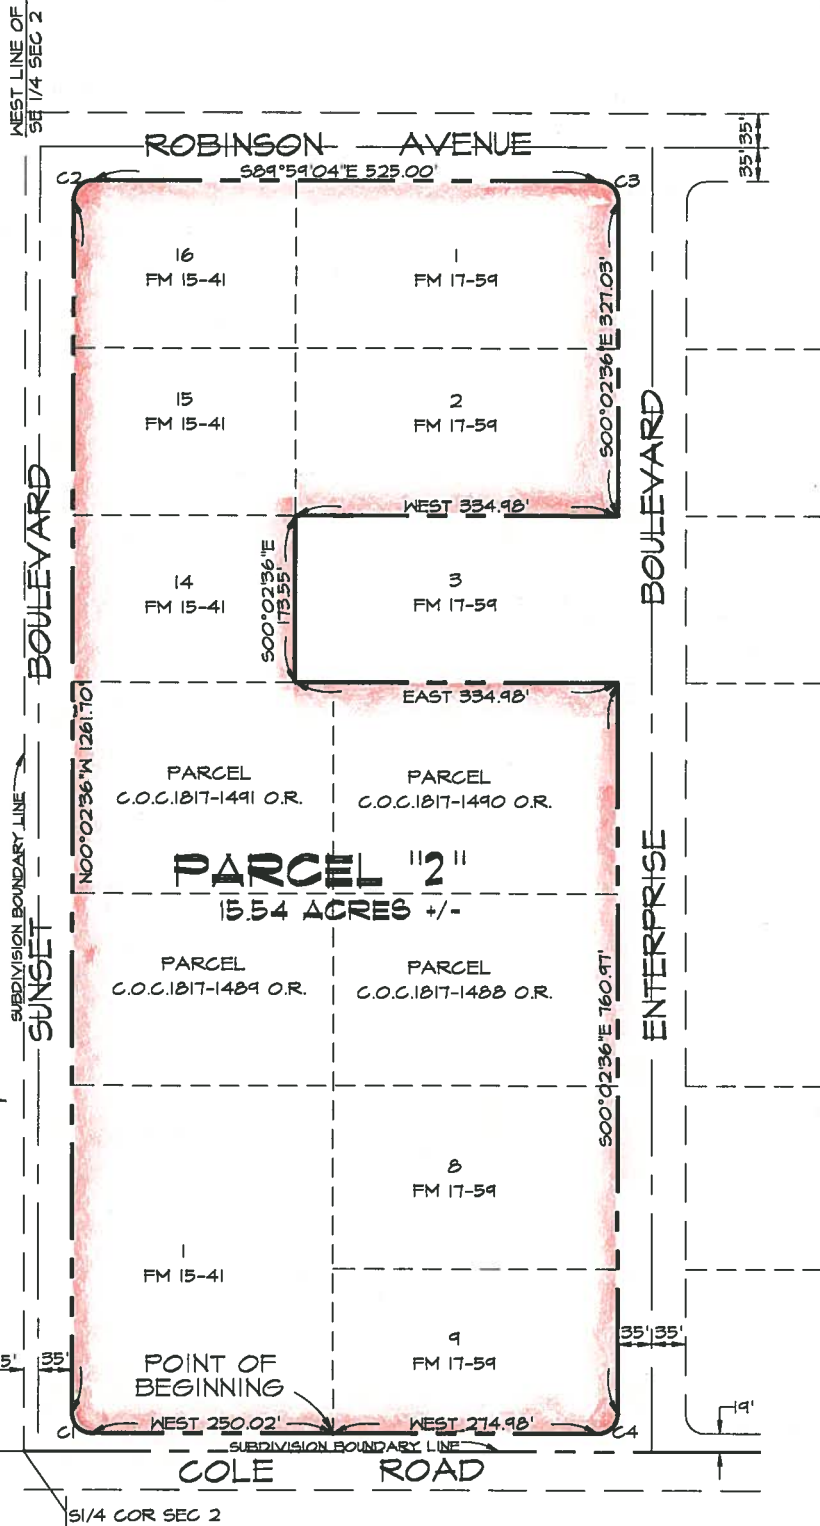 WEST LINE OF
SE 1/4 SEC 2
ROBINSON AVENUE
S89°59'04"E 525.00'
35' 35'
C2
C3
16
FM 15-41
1
FM 17-59
S00°02'36"E 327.03'
15
FM 15-41
2
FM 17-59
WEST 334.98'
BOULEVARD
BOULEVARD
14
FM 15-41
S00°02'36"E
173.55'
3
FM 17-59
EAST 334.98'
N00°02'36"W 1261.70'
PARCEL
C.O.C.1817-1491 O.R.
PARCEL
C.O.C.1817-1490 O.R.
SUBDIVISION BOUNDARY LINE
PARCEL "2"
15.54 ACRES +/-
SUNSET
ENTERPRISE
PARCEL
C.O.C.1817-1489 O.R.
PARCEL
C.O.C.1817-1488 O.R.
S00°02'36"E 760.97'
8
FM 17-59
1
FM 15-41
9
FM 17-59
5'
35'
35' 35'
POINT OF
BEGINNING
C1
WEST 250.02'
WEST 274.98'
C4
19'
SUBDIVISION BOUNDARY LINE
COLE ROAD
S1/4 COR SEC 2